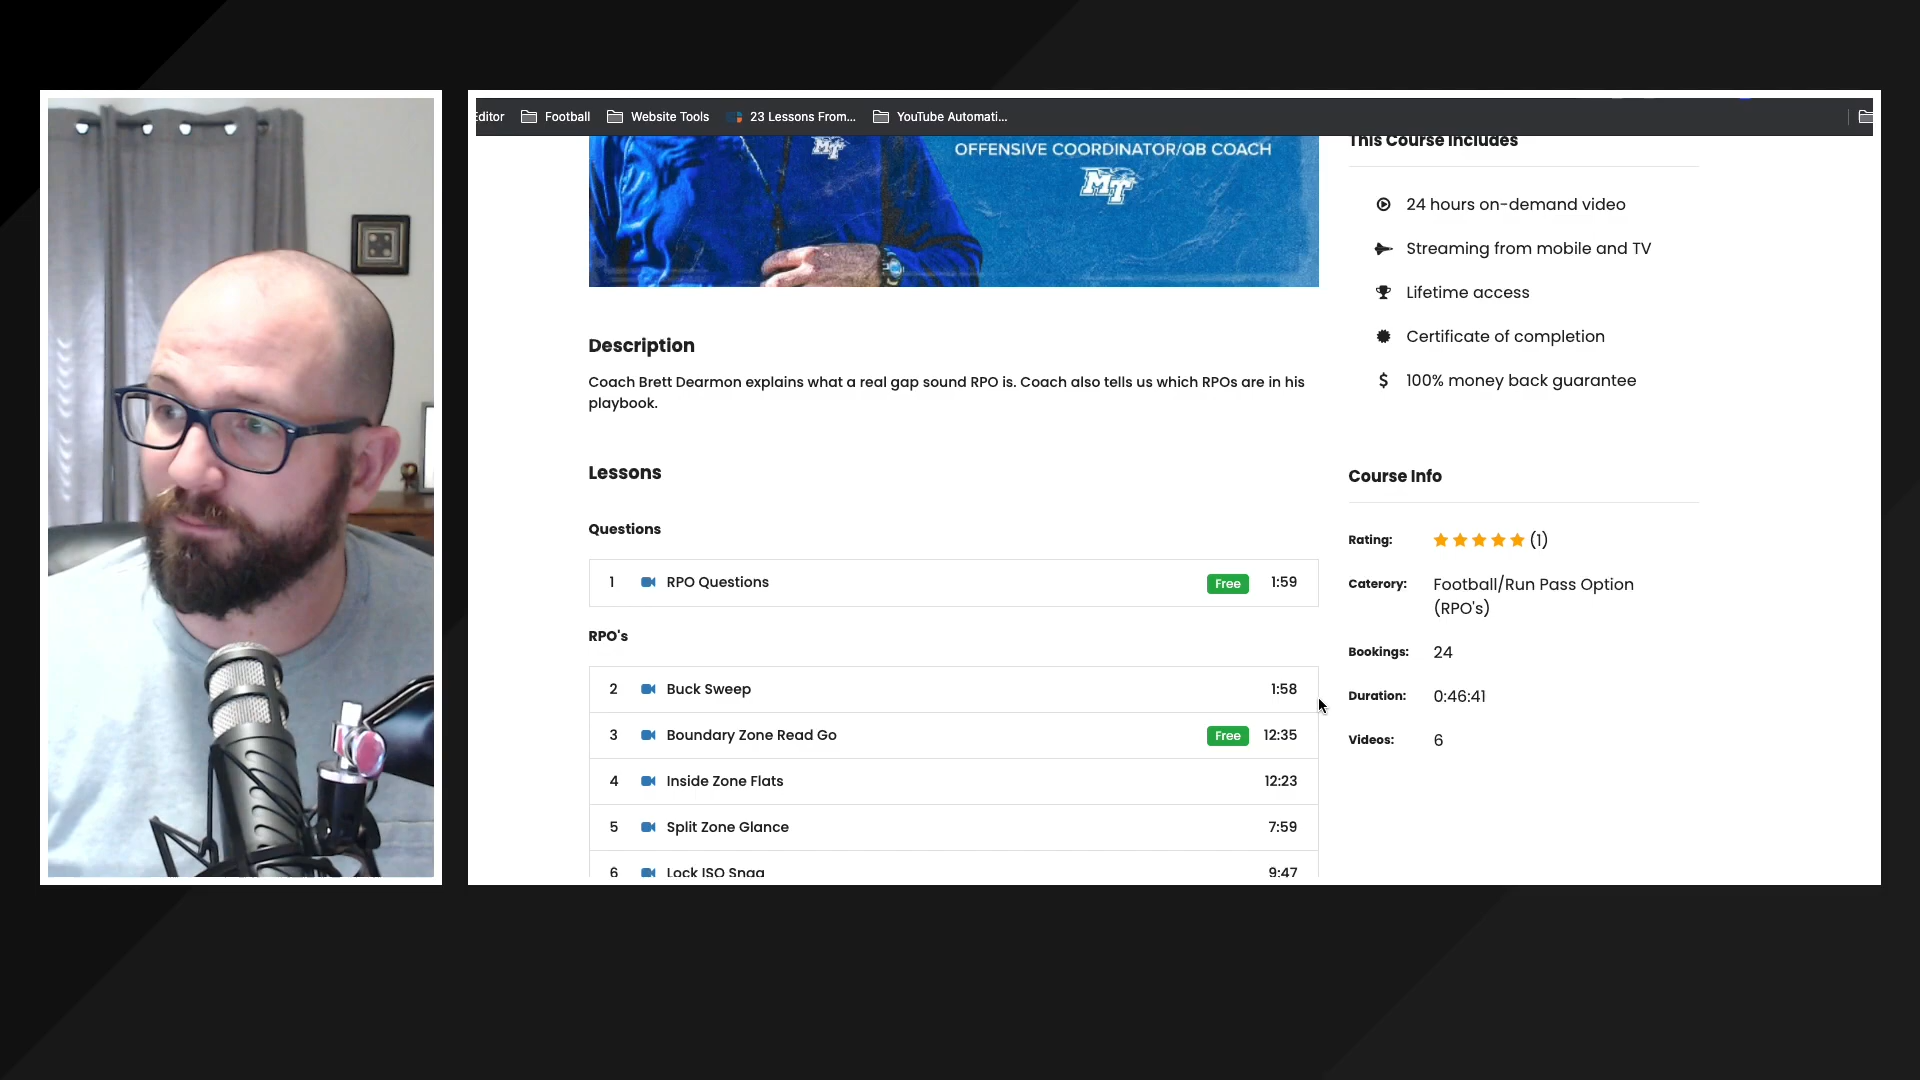 Editor
Football
Website Tools
23 Lessons From...
YouTube Automati...
MT
OFFENSIVE COORDINATOR/QB COACH
MT
Description
Coach Brett Dearmon explains what a real gap sound RPO is. Coach also tells us which RPOs are in his
playbook.
Lessons
Questions
1 RPO Questions Free 1:59
RPO's
2 Buck Sweep 1:58
3 Boundary Zone Read Go Free 12:35
4 Inside Zone Flats 12:23
5 Split Zone Glance 7:59
6 Lock ISO Snag 9:47
This Course Includes
24 hours on-demand video
Streaming from mobile and TV
Lifetime access
Certificate of completion
$ 100% money back guarantee
Course Info
Rating: (1)
Caterory: Football/Run Pass Option
(RPO's)
Bookings: 24
Duration: 0:46:41
Videos: 6